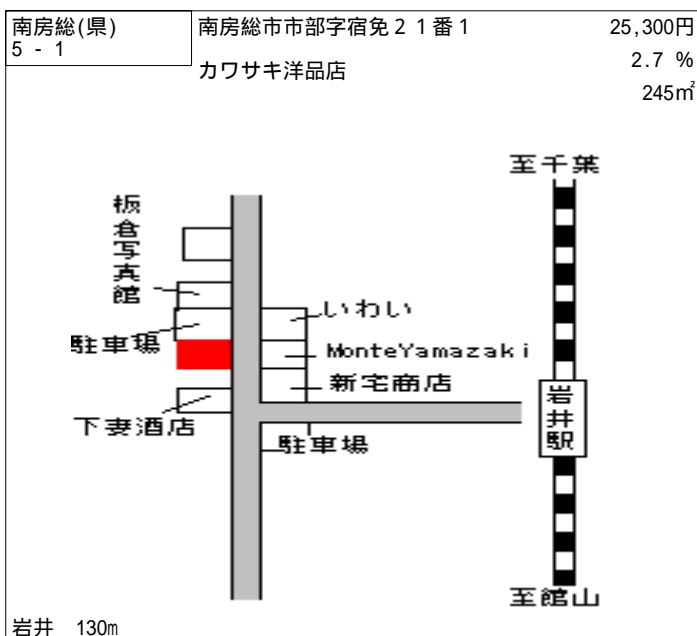 南房総(県)
5 - 1
南房総市市部字宿免２１番１
カワサキ洋品店
25,300円
2.7 %
245㎡
至千葉
板倉写真館
いわい
駐車場
MonteYamazaki
新宅商店
下妻酒店
駐車場
岩井駅
至館山
岩井 130m